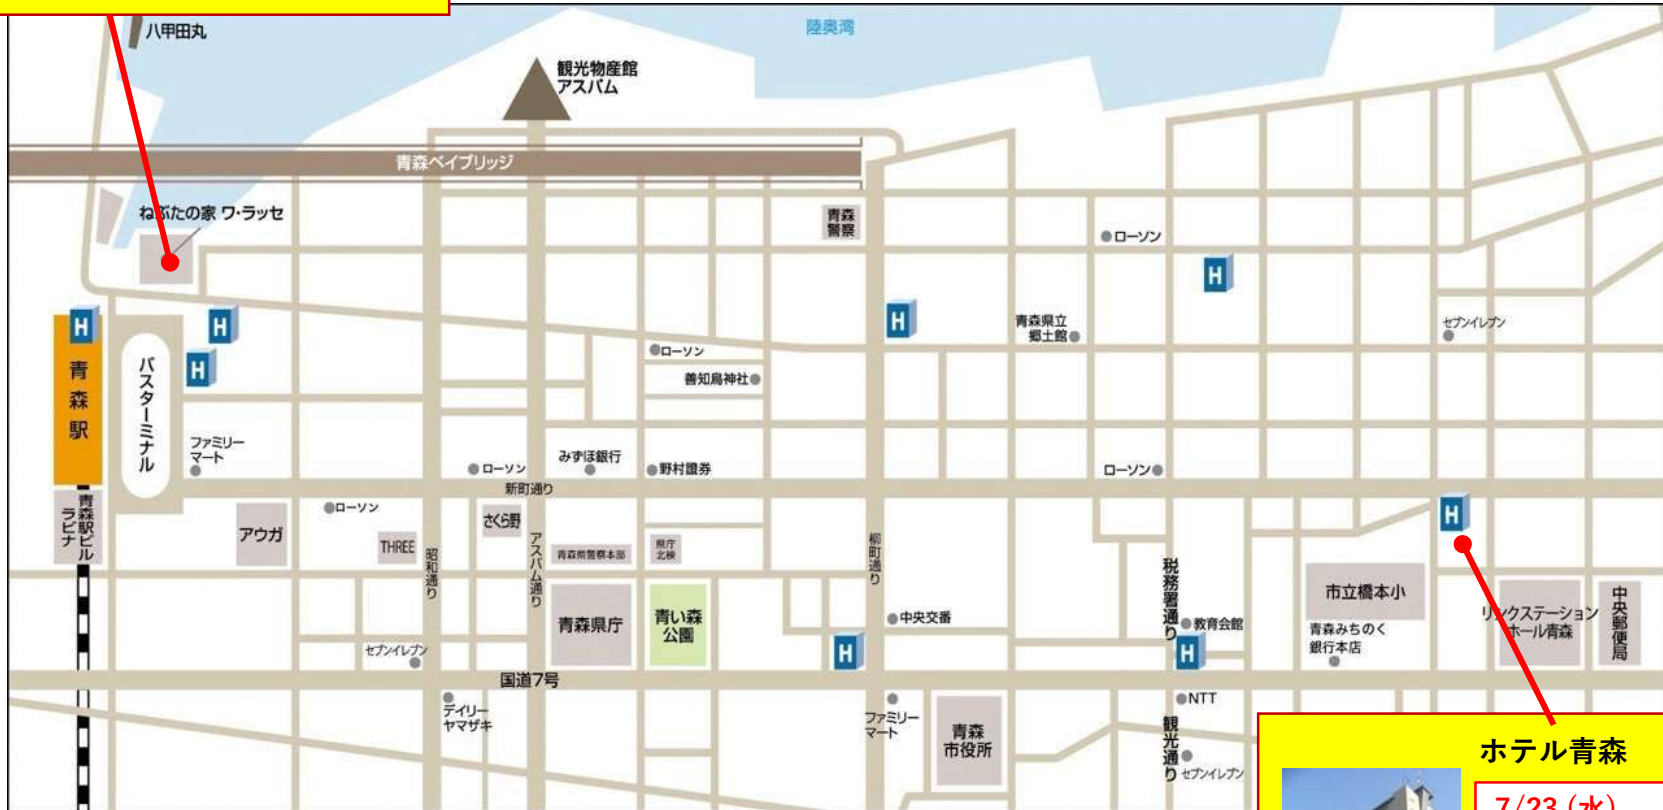 八甲田丸
陸奥湾
観光物産館
アスパム
青森ベイブリッジ
ねぶたの家 ワ・ラッセ
青森
警察
ローソン
H
H
H
H
H
青森駅
バスターミナル
ローソン
善知鳥神社
青森県立
郷土館
セブンイレブン
ファミリー
マート
ローソン
みずほ銀行
野村證券
ローソン
新町通り
H
青森駅ビル
ラビナ
アウガ
ローソン
THREE
昭和通り
さくら野
アスパム通り
青森県警察本部
県庁
北棟
柳町通り
税務署通り
青森県庁
青い森
公園
中央交番
教育会館
市立橋本小
青森みちのく
銀行本店
リンクステーション
ホール青森
中央郵便局
セブンイレブン
H
H
国道7号
デイリー
ヤマザキ
ファミリー
マート
青森
市役所
NTT
観光通り
セブンイレブン
ホテル青森
7/23 (水)